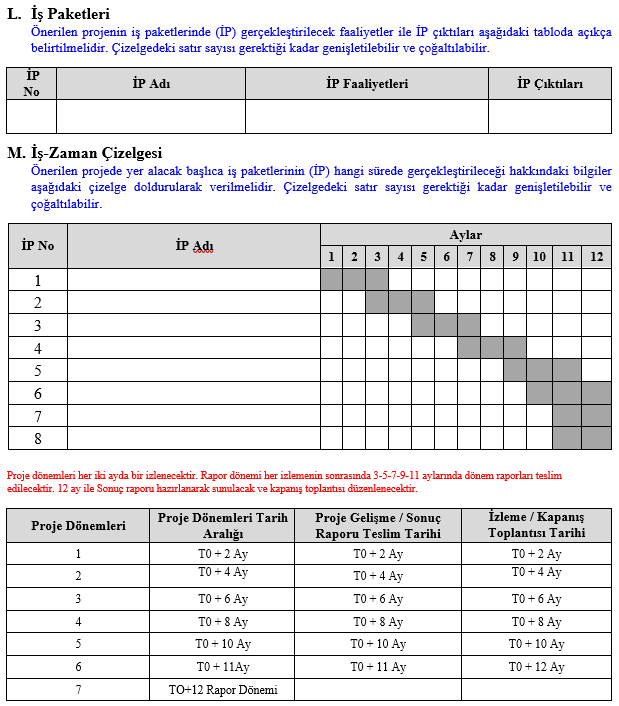 L. İş Paketleri
Önerilen projenin iş paketlerinde (İP) gerçekleştirilecek faaliyetler ile İP çıktıları aşağıdaki tabloda açıkça
belirtilmelidir. Çizelgedeki satır sayısı gerektiği kadar genişletilebilir ve çoğaltılabilir.
İP No İP Adı İP Faaliyetleri İP Çıktıları
M. İş-Zaman Çizelgesi
Önerilen projede yer alacak başlıca iş paketlerinin (İP) hangi sürede gerçekleştirileceği hakkındaki bilgiler
aşağıdaki çizelge doldurularak verilmelidir. Çizelgedeki satır sayısı gerektiği kadar genişletilebilir ve
çoğaltılabilir.
İP No İP Adı Aylar
1 2 3 4 5 6 7 8 9 10 11 12
1
2
3
4
5
6
7
8
Proje dönemleri her iki ayda bir izlenecektir. Rapor dönemi her izlemenin sonrasında 3-5-7-9-11 aylarında dönem raporları teslim
edilecektir. 12 ay ile Sonuç raporu hazırlanarak sunulacak ve kapanış toplantısı düzenlenecektir.
Proje Dönemleri Proje Dönemleri Tarih Aralığı Proje Gelişme / Sonuç Raporu Teslim Tarihi İzleme / Kapanış Toplantısı Tarihi
1 T0 + 2 Ay T0 + 2 Ay T0 + 2 Ay
2 T0 + 4 Ay T0 + 4 Ay T0 + 4 Ay
3 T0 + 6 Ay T0 + 6 Ay T0 + 6 Ay
4 T0 + 8 Ay T0 + 8 Ay T0 + 8 Ay
5 T0 + 10 Ay T0 + 10 Ay T0 + 10 Ay
6 T0 + 11Ay T0 + 11 Ay T0 + 12 Ay
7 TO+12 Rapor Dönemi